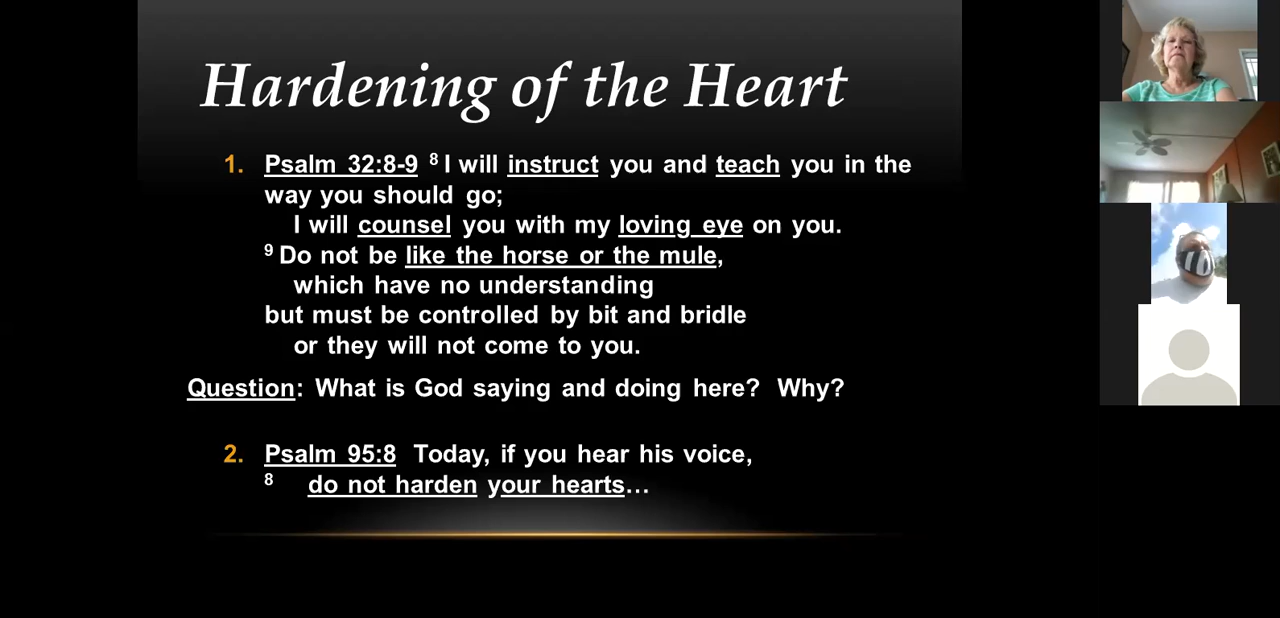 Hardening of the Heart
1. Psalm 32:8-9 8 I will instruct you and teach you in the
way you should go;
I will counsel you with my loving eye on you.
9 Do not be like the horse or the mule,
which have no understanding
but must be controlled by bit and bridle
or they will not come to you.
Question: What is God saying and doing here? Why?
2. Psalm 95:8 Today, if you hear his voice,
8 do not harden your hearts…